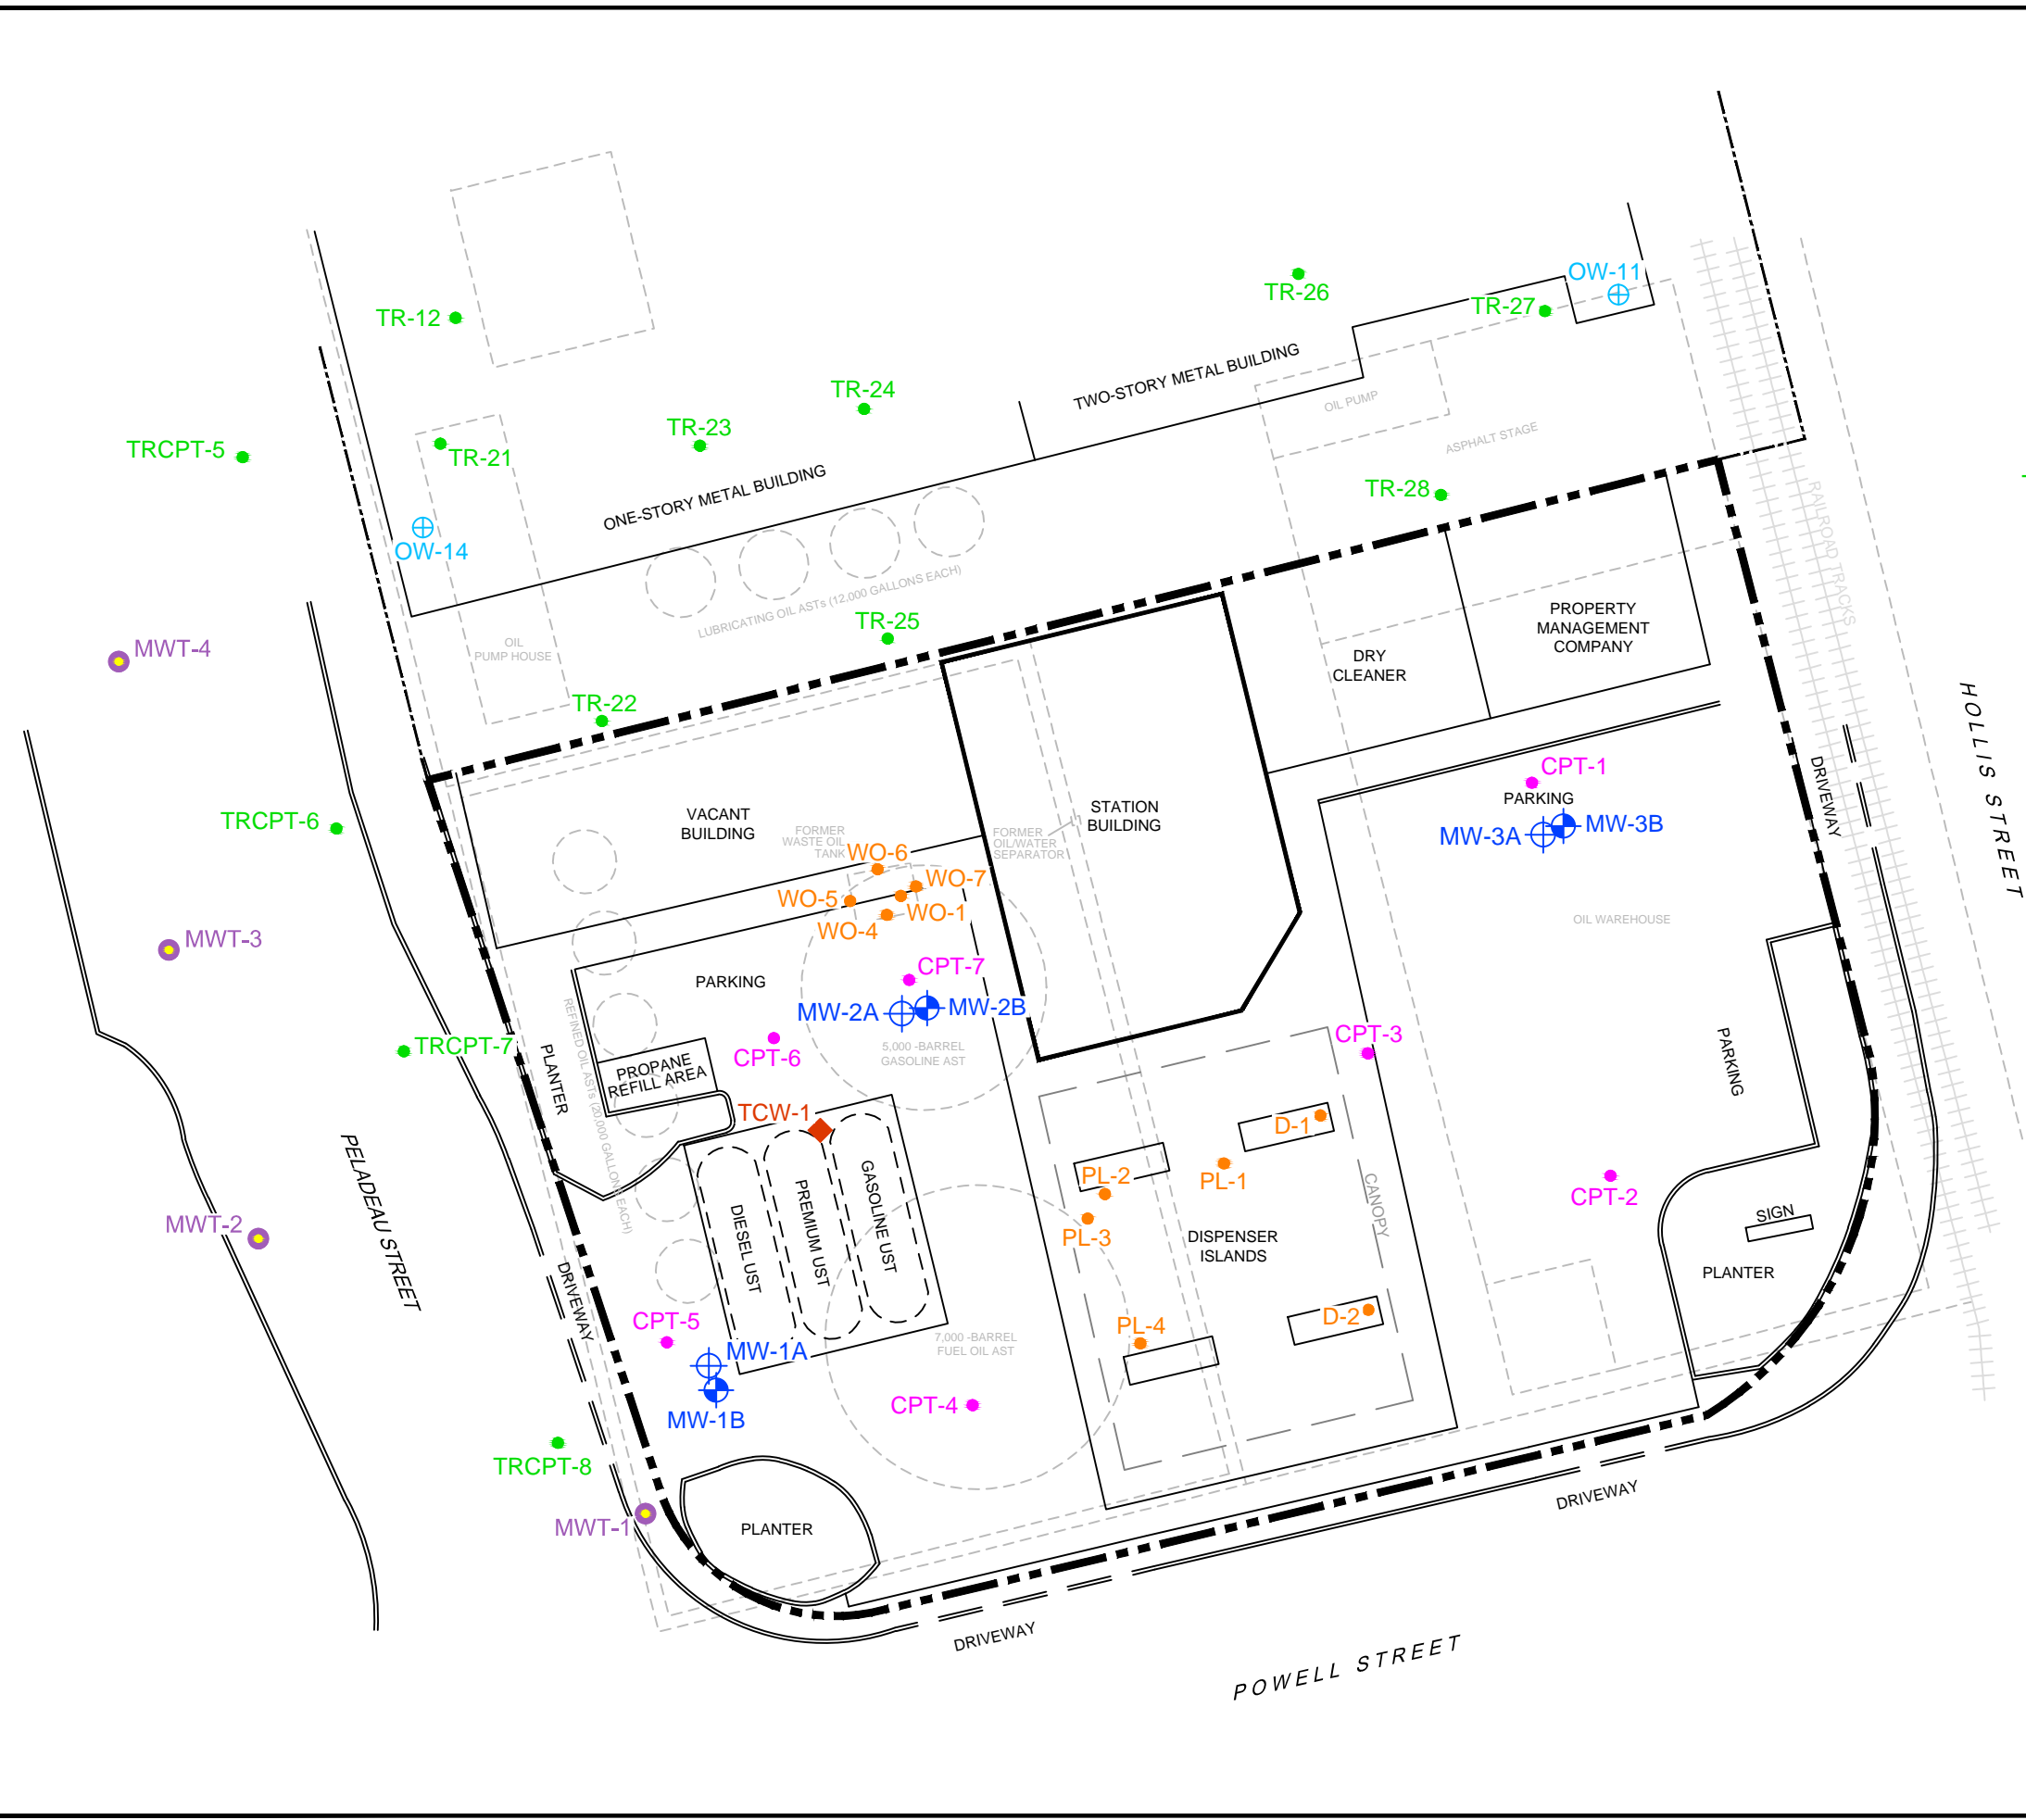 OW-11
TR-26
TR-27
TR-12
TWO-STORY METAL BUILDING
TR-24
OIL PUMP
TR-23
ASPHALT STAGE
TRCPT-5
TR-21
ONE-STORY METAL BUILDING
TR-28
RAILROAD TRACKS
OW-14
LUBRICATING OIL ASTs (12,000 GALLONS EACH)
TR-25
OIL
PUMP HOUSE
MWT-4
PROPERTY
MANAGEMENT
COMPANY
DRY
CLEANER
TR-22
HOLLIS STREET
CPT-1
PARKING
DRIVEWAY
TRCPT-6
VACANT
BUILDING
STATION
BUILDING
FORMER
WASTE OIL
TANK
FORMER
OIL/WATER
SEPARATOR
MW-3A
MW-3B
WO-6
WO-7
WO-5
WO-1
WO-4
OIL WAREHOUSE
MWT-3
PARKING
CPT-7
MW-2A
MW-2B
REFINED OIL ASTs (20,000 GALLONS EACH)
TRCPT-7
PLANTER
CPT-6
5,000 -BARREL
GASOLINE AST
CPT-3
PARKING
PROPANE
REFILL AREA
TCW-1
D-1
PL-2
PL-1
CANOPY
CPT-2
PELADEAU STREET
MWT-2
DIESEL UST
PREMIUM UST
GASOLINE UST
PL-3
DISPENSER
ISLANDS
SIGN
PLANTER
DRIVEWAY
CPT-5
MW-1A
7,000 -BARREL
FUEL OIL AST
PL-4
D-2
MW-1B
CPT-4
TRCPT-8
MWT-1
PLANTER
DRIVEWAY
DRIVEWAY
POWELL STREET